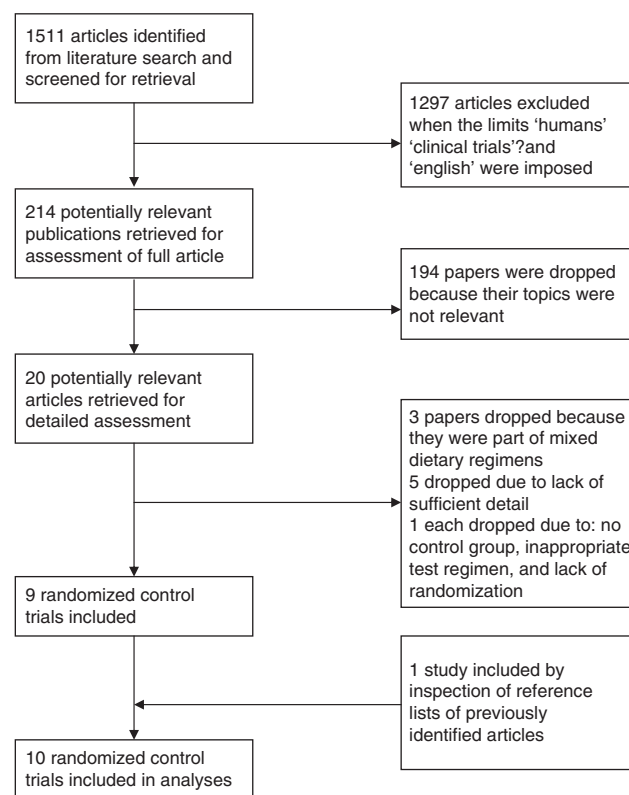 1511 articles identified
from literature search and
screened for retrieval
1297 articles excluded
when the limits ‘humans’
‘clinical trials’?and
‘english’ were imposed
214 potentially relevant
publications retrieved for
assessment of full article
194 papers were dropped
because their topics were
not relevant
20 potentially relevant
articles retrieved for
detailed assessment
3 papers dropped because
they were part of mixed
dietary regimens
5 dropped due to lack of
sufficient detail
1 each dropped due to: no
control group, inappropriate
test regimen, and lack of
randomization
9 randomized control
trials included
1 study included by
inspection of reference
lists of previously
identified articles
10 randomized control
trials included in analyses